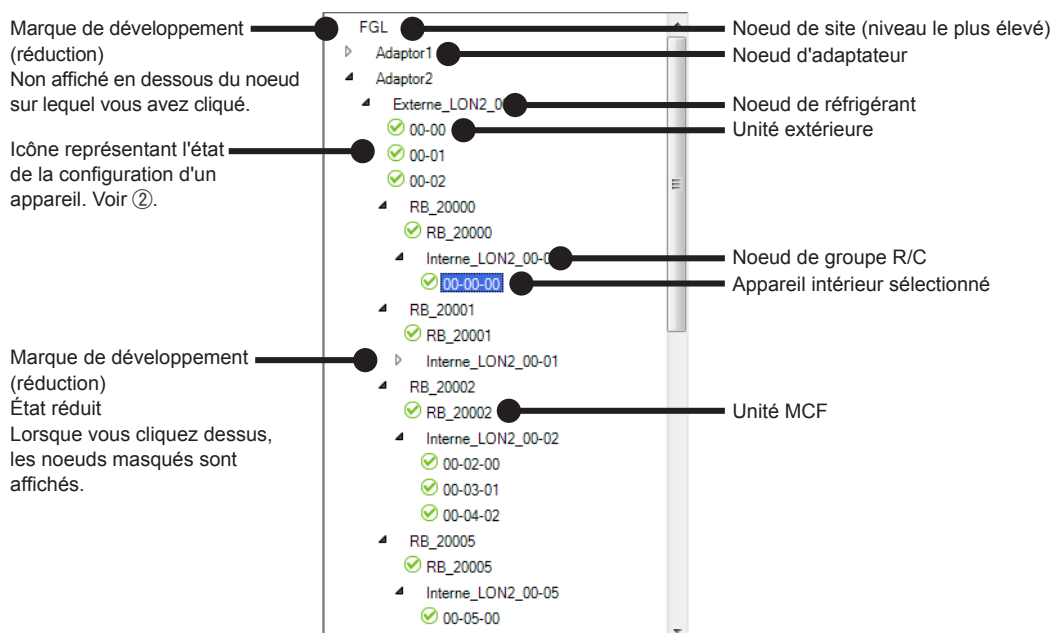 Marque de développement
(réduction)
Non affiché en dessous du noeud
sur lequel vous avez cliqué.
Icône représentant l'état
de la configuration d'un
appareil. Voir ②.
Marque de développement
(réduction)
État réduit
Lorsque vous cliquez dessus,
les noeuds masqués sont
affichés.
FGL
Adaptor1
Adaptor2
Externe_LON2_0
00-00
00-01
00-02
RB_20000
RB_20000
Interne_LON2_00-0
00-00-00
RB_20001
RB_20001
Interne_LON2_00-01
RB_20002
RB_20002
Interne_LON2_00-02
00-02-00
00-03-01
00-04-02
RB_20005
RB_20005
Interne_LON2_00-05
00-05-00
Noeud de site (niveau le plus élevé)
Noeud d'adaptateur
Noeud de réfrigérant
Unité extérieure
Noeud de groupe R/C
Appareil intérieur sélectionné
Unité MCF